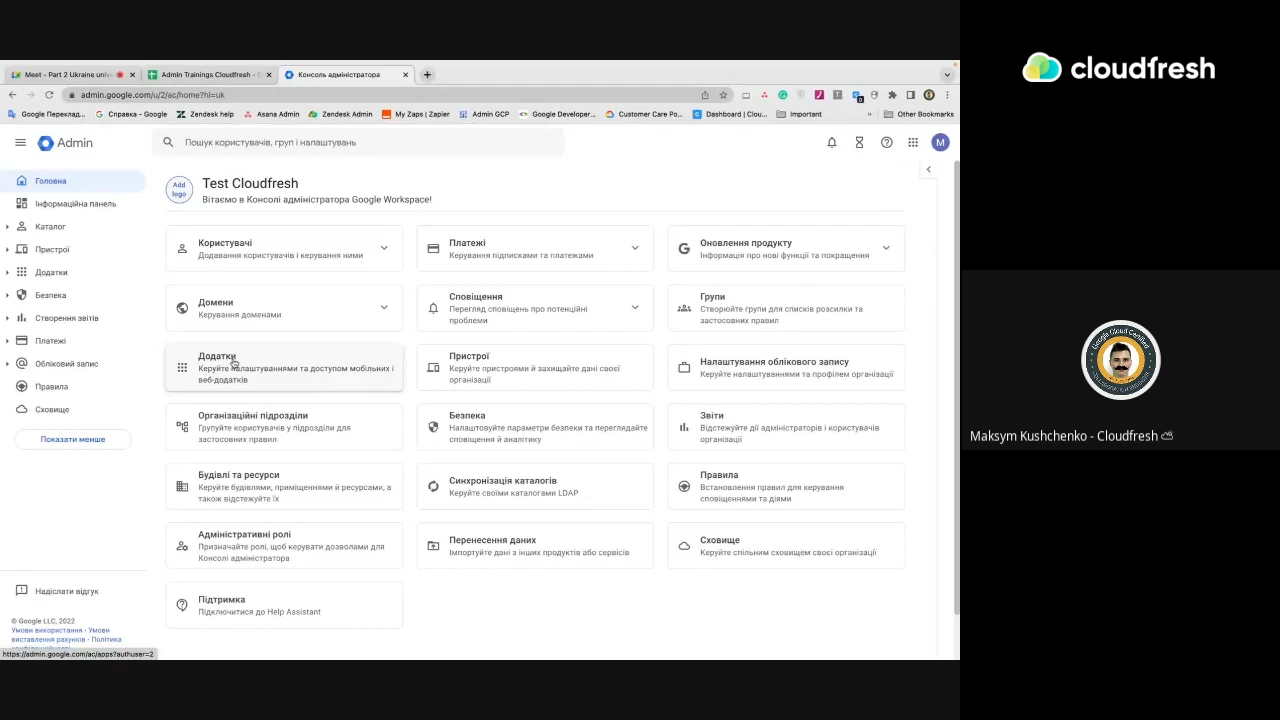 Meet - Part 2 Ukraine univ
Admin Trainings Cloudfresh -
Консоль адміністратора
admin.google.com/u/2/ac/home?hl=uk
Google Переклад...
Справка - Google
Zendesk help
Asana Admin
Zendesk Admin
My Zaps | Zapier
Admin GCP
Google Developer...
Customer Care Po...
Dashboard | Clou...
Important
Other Bookmarks
Admin
Пошук користувачів, груп і налаштувань
M
Головна
Інформаційна панель
Каталог
Пристрої
Додатки
Безпека
Створення звітів
Платежі
Обліковий запис
Правила
Сховище
Показати менше
Надіслати відгук
© Google LLC, 2022
Умови використання - Умови
виставлення рахунків - Політика
https://admin.google.com/ac/apps?authuser=2
Add
logo
Test Cloudfresh
Вітаємо в Консолі адміністратора Google Workspace!
Користувачі
Додавання користувачів і керування ними
Платежі
Керування підписками та платежами
Оновлення продукту
Інформація про нові функції та покращення
Домени
Керування доменами
Сповіщення
Перегляд сповіщень про потенційні
проблеми
Групи
Створюйте групи для списків розсилки та
застосовних правил
Додатки
Керуйте налаштуваннями та доступом мобільних і
веб-додатків
Пристрої
Керуйте пристроями й захищайте дані своєї
організації
Налаштування облікового запису
Керуйте налаштуваннями та профілем організації
Організаційні підрозділи
Групуйте користувачів у підрозділи для
застосовних правил
Безпека
Налаштовуйте параметри безпеки та переглядайте
сповіщення й аналітику
Звіти
Відстежуйте дії адміністраторів і користувачів
організації
Будівлі та ресурси
Керуйте будівлями, приміщеннями й ресурсами, а
також відстежуйте їх
Синхронізація каталогів
Керуйте своїми каталогами LDAP
Правила
Встановлення правил для керування
сповіщеннями та діями
Адміністративні ролі
Призначайте ролі, щоб керувати дозволами для
Консолі адміністратора
Перенесення даних
Імпортуйте дані з інших продуктів або сервісів
Сховище
Керуйте спільним сховищем своєї організації
Підтримка
Підключитися до Help Assistant
cloudfresh
Maksym Kushchenko - Cloudfresh